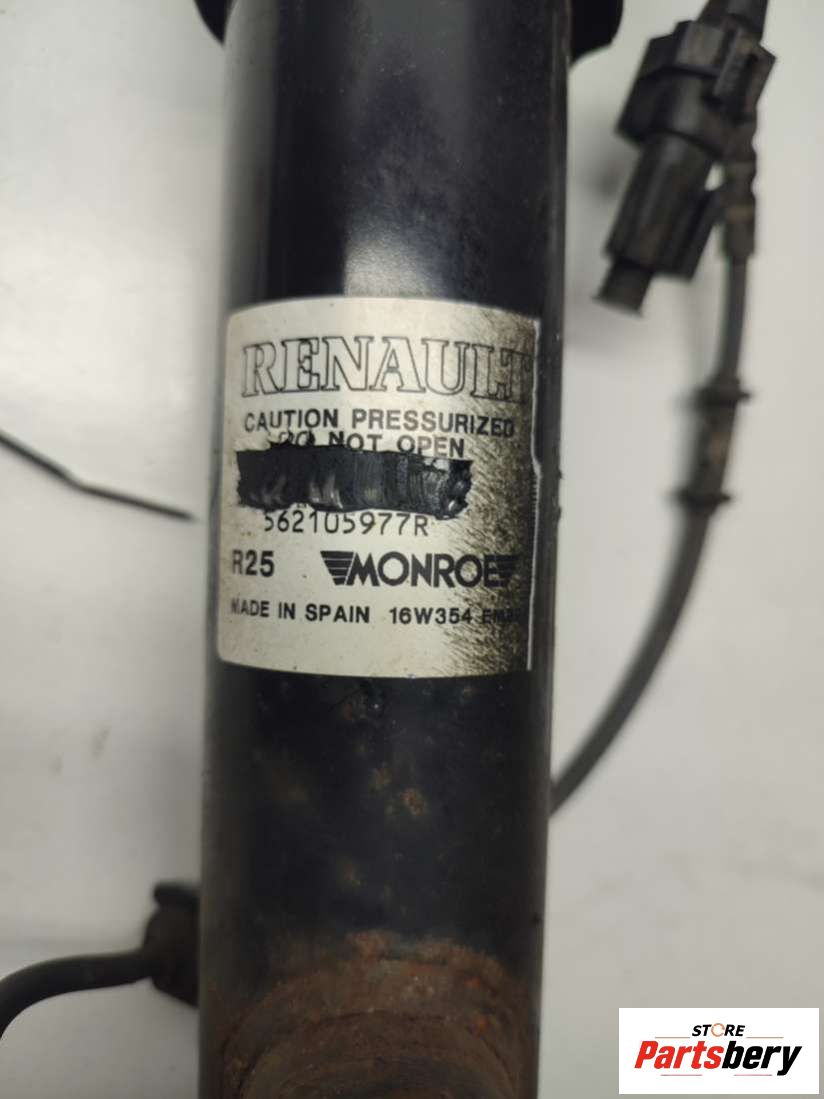 RENAULT
CAUTION PRESSURIZED
DO NOT OPEN
562105977R
R25 MONROE
MADE IN SPAIN 16W354
STORE
Partsbery